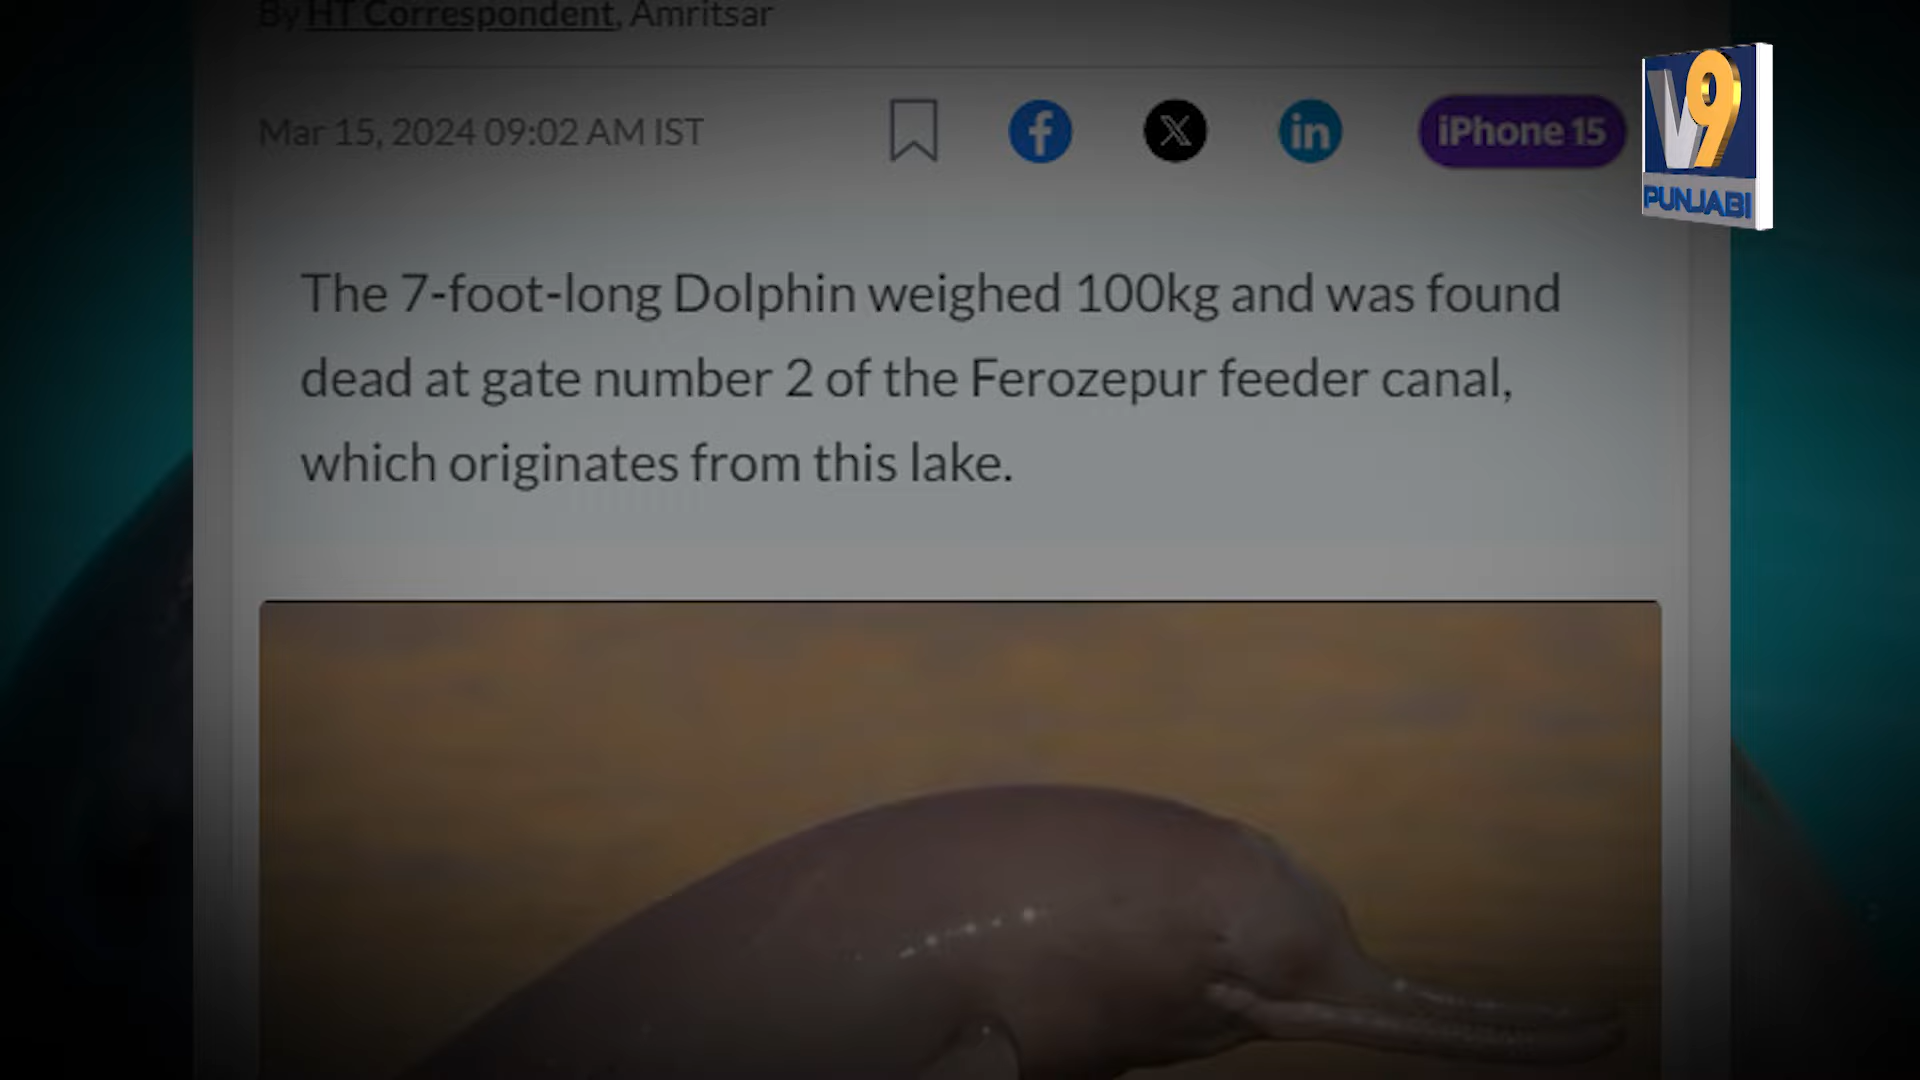 By HT Correspondent, Amritsar
Mar 15, 2024 09:02 AM IST
iPhone 15
V9
PUNJABI
The 7-foot-long Dolphin weighed 100kg and was found
dead at gate number 2 of the Ferozepur feeder canal,
which originates from this lake.